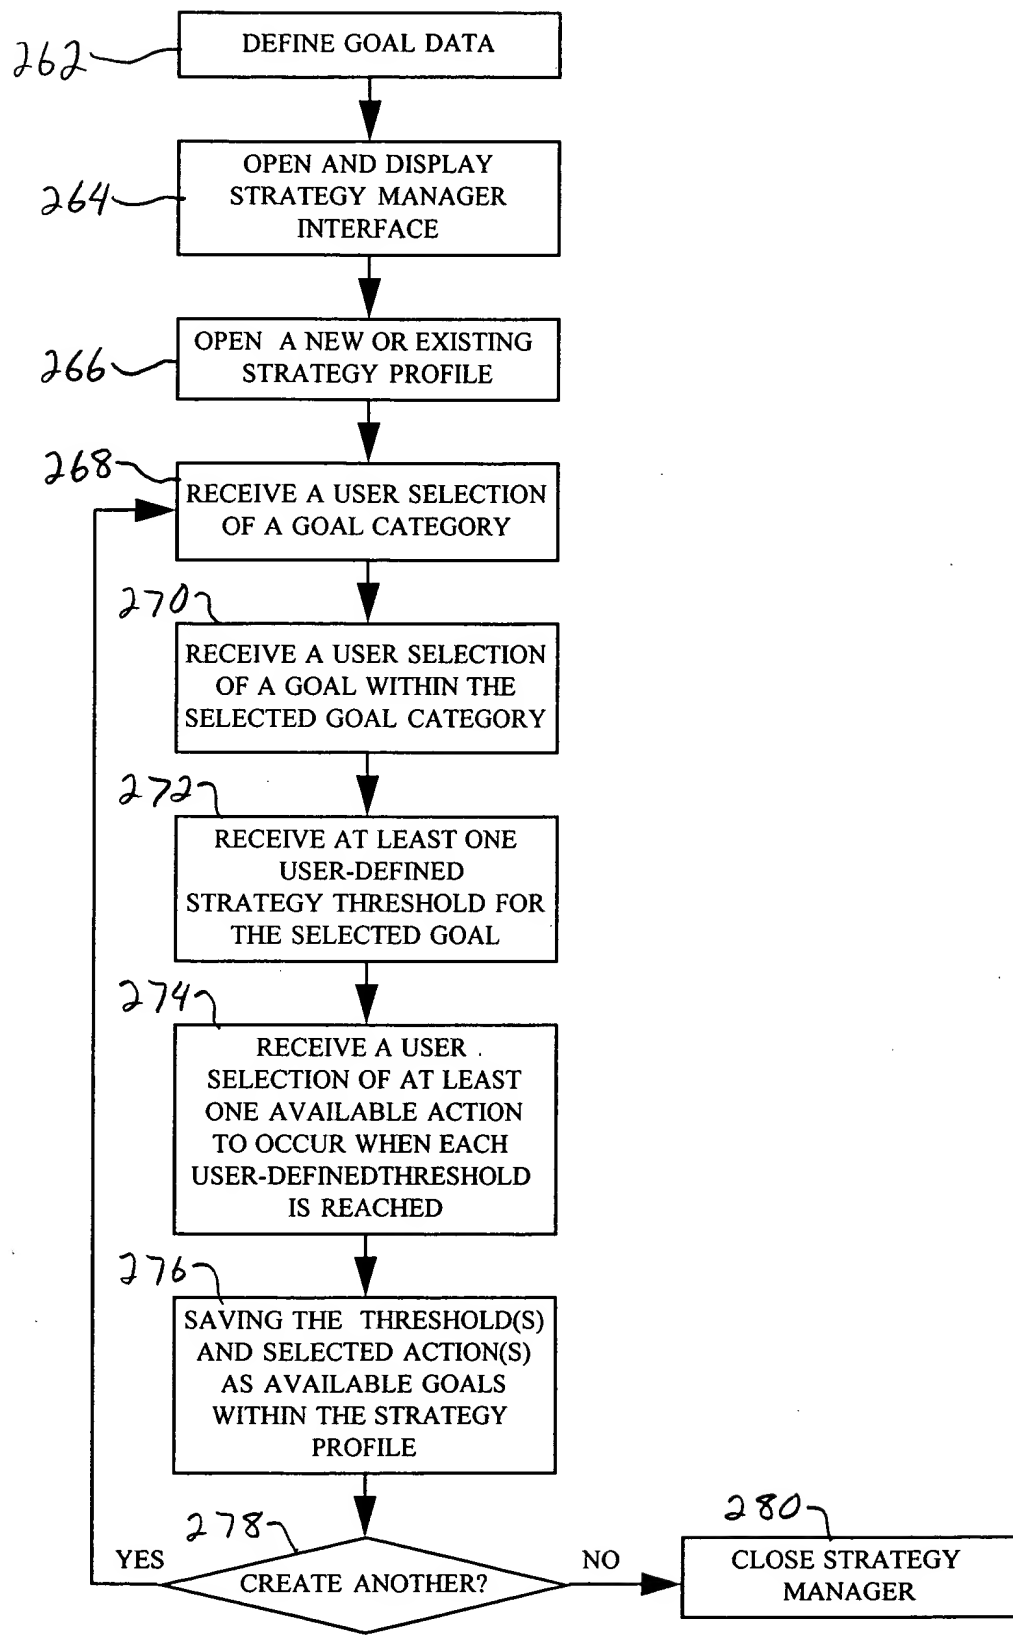 262
DEFINE GOAL DATA
264
OPEN AND DISPLAY
STRATEGY MANAGER
INTERFACE
266
OPEN A NEW OR EXISTING
STRATEGY PROFILE
268
RECEIVE A USER SELECTION
OF A GOAL CATEGORY
270
RECEIVE A USER SELECTION
OF A GOAL WITHIN THE
SELECTED GOAL CATEGORY
272
RECEIVE AT LEAST ONE
USER-DEFINED
STRATEGY THRESHOLD FOR
THE SELECTED GOAL
274
RECEIVE A USER
SELECTION OF AT LEAST
ONE AVAILABLE ACTION
TO OCCUR WHEN EACH
USER-DEFINEDTHRESHOLD
IS REACHED
276
SAVING THE THRESHOLD(S)
AND SELECTED ACTION(S)
AS AVAILABLE GOALS
WITHIN THE STRATEGY
PROFILE
278
YES
CREATE ANOTHER?
NO
280
CLOSE STRATEGY
MANAGER